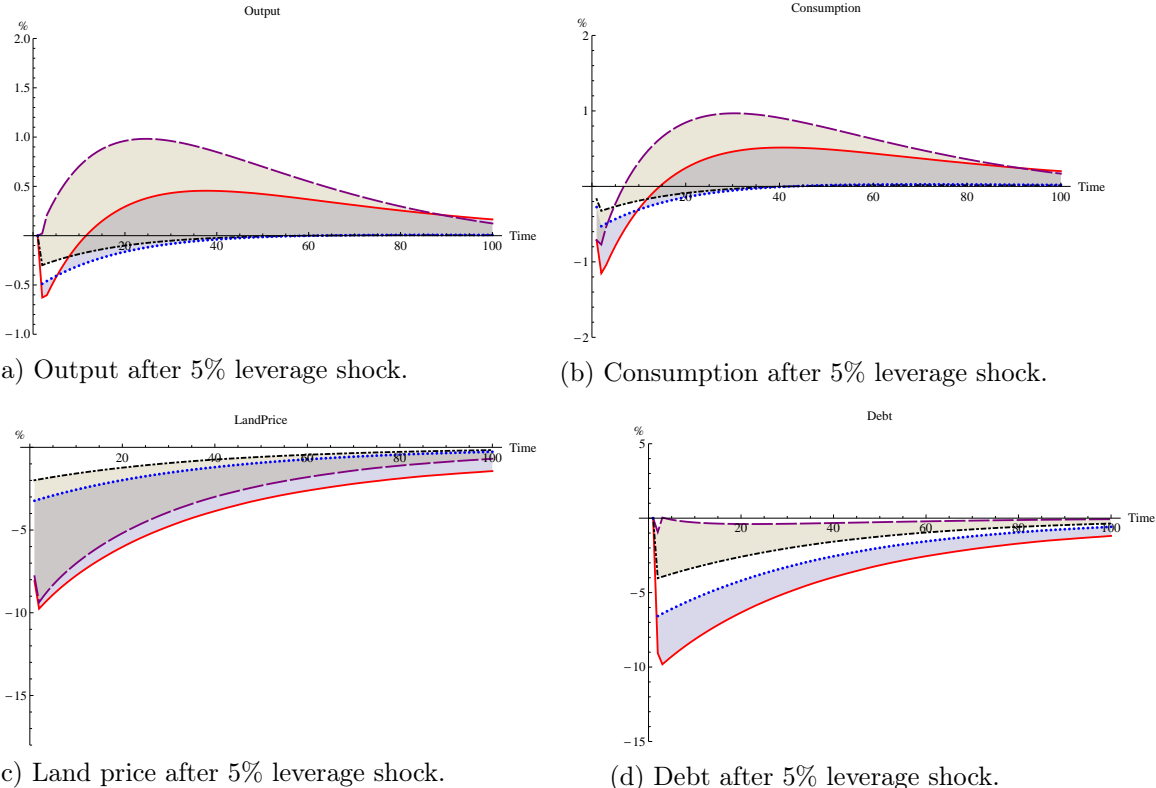 Output
%
2.0
1.5
1.0
0.5
20 40 60 80 100 Time
−0.5
−1.0
a) Output after 5% leverage shock.
Consumption
%
2
1
20 40 60 80 100 Time
−1
−2
(b) Consumption after 5% leverage shock.
LandPrice
%
20 40 60 80 100 Time
−5
−10
−15
c) Land price after 5% leverage shock.
Debt
%
5
20 40 60 80 100 Time
−5
−10
−15
(d) Debt after 5% leverage shock.